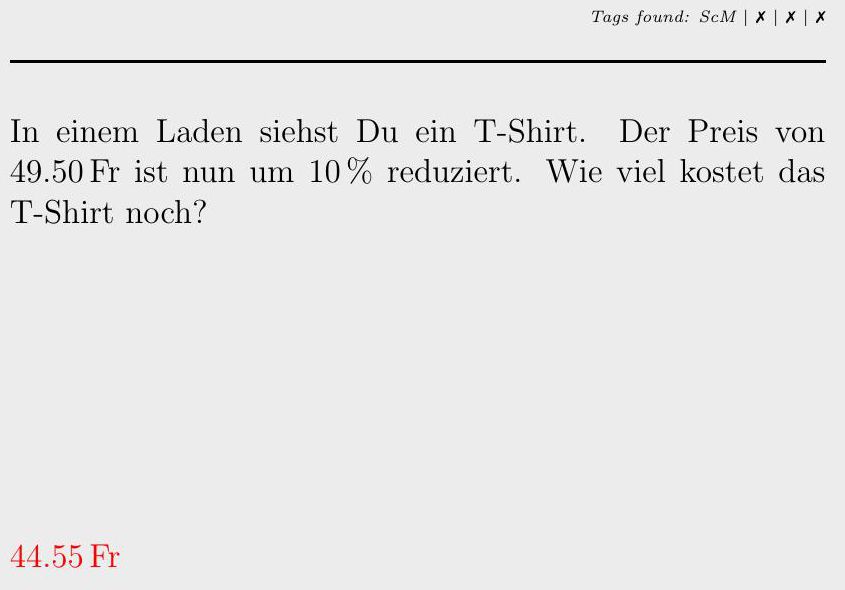 Tags found: ScM | ✗ | ✗ | ✗
In einem Laden siehst Du ein T-Shirt. Der Preis von
49.50 Fr ist nun um 10 % reduziert. Wie viel kostet das
T-Shirt noch?
44.55 Fr